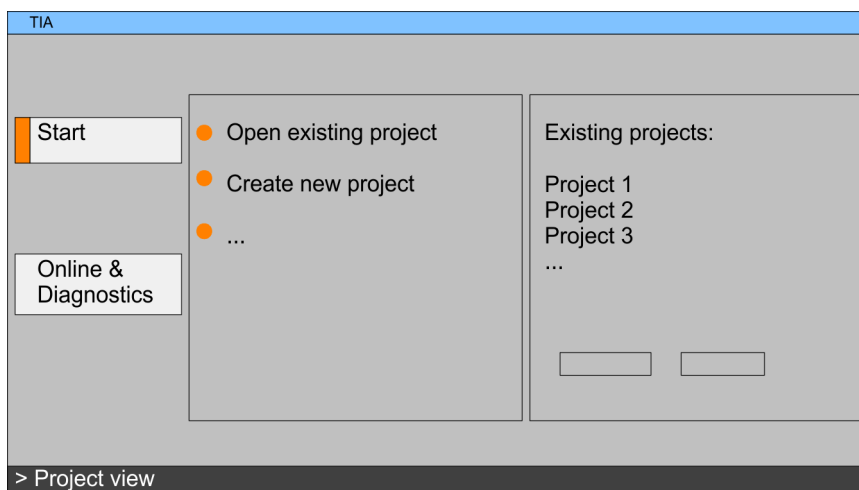 TIA
Start
Online &
Diagnostics
Open existing project
Create new project
...
Existing projects:
Project 1
Project 2
Project 3
...
> Project view